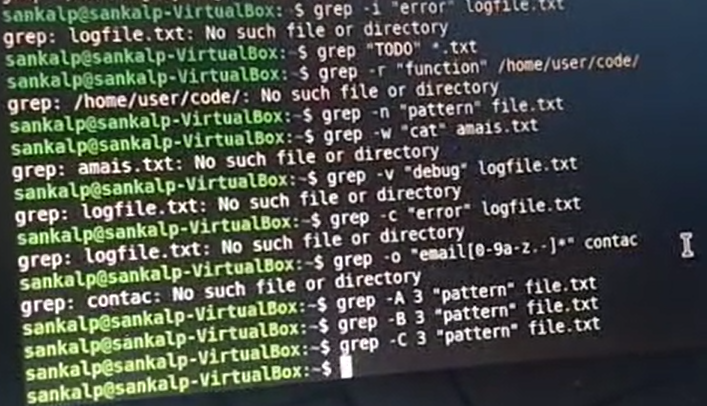 sankalp@sankalp-VirtualBox:~$ grep -i "error" logfile.txt
grep: logfile.txt: No such file or directory
sankalp@sankalp-VirtualBox:~$ grep "TODO" *.txt
sankalp@sankalp-VirtualBox:~$ grep -r "function" /home/user/code/
grep: /home/user/code/: No such file or directory
sankalp@sankalp-VirtualBox:~$ grep -n "pattern" file.txt
sankalp@sankalp-VirtualBox:~$ grep -w "cat" amais.txt
grep: amais.txt: No such file or directory
sankalp@sankalp-VirtualBox:~$ grep -v "debug" logfile.txt
grep: logfile.txt: No such file or directory
sankalp@sankalp-VirtualBox:~$ grep -c "error" logfile.txt
grep: logfile.txt: No such file or directory
sankalp@sankalp-VirtualBox:~$ grep -o "email[0-9a-z.-]*" contac
grep: contac: No such file or directory
sankalp@sankalp-VirtualBox:~$ grep -A 3 "pattern" file.txt
sankalp@sankalp-VirtualBox:~$ grep -B 3 "pattern" file.txt
sankalp@sankalp-VirtualBox:~$ grep -C 3 "pattern" file.txt
sankalp@sankalp-VirtualBox:~$